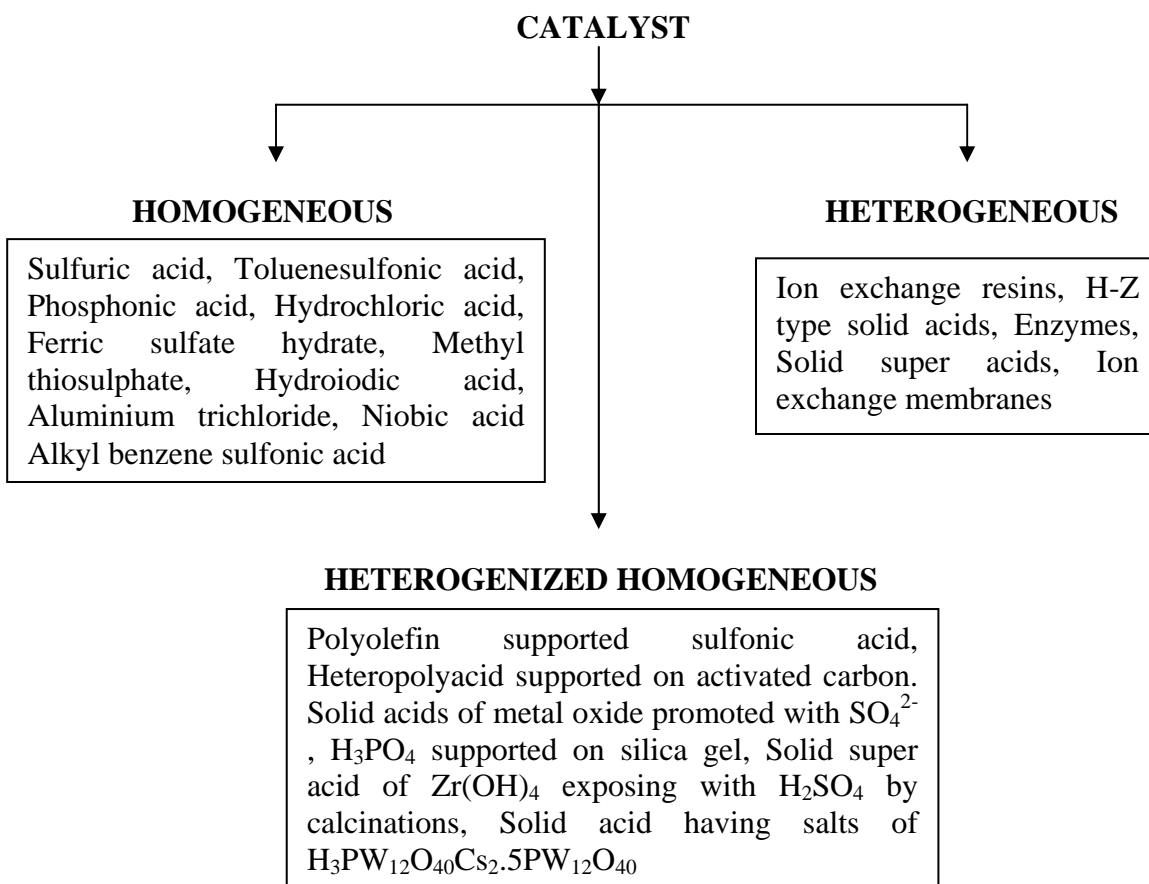 CATALYST
HOMOGENEOUS
Sulfuric acid, Toluenesulfonic acid,
Phosphonic acid, Hydrochloric acid,
Ferric sulfate hydrate, Methyl
thiosulphate, Hydroiodic acid,
Aluminium trichloride, Niobic acid
Alkyl benzene sulfonic acid
HETEROGENEOUS
Ion exchange resins, H-Z
type solid acids, Enzymes,
Solid super acids, Ion
exchange membranes
HETEROGENIZED HOMOGENEOUS
Polyolefin supported sulfonic acid,
Heteropolyacid supported on activated carbon.
Solid acids of metal oxide promoted with SO₄²⁻
, H₃PO₄ supported on silica gel, Solid super
acid of Zr(OH)₄ exposing with H₂SO₄ by
calcinations, Solid acid having salts of
H₃PW₁₂O₄₀Cs₂.5PW₁₂O₄₀